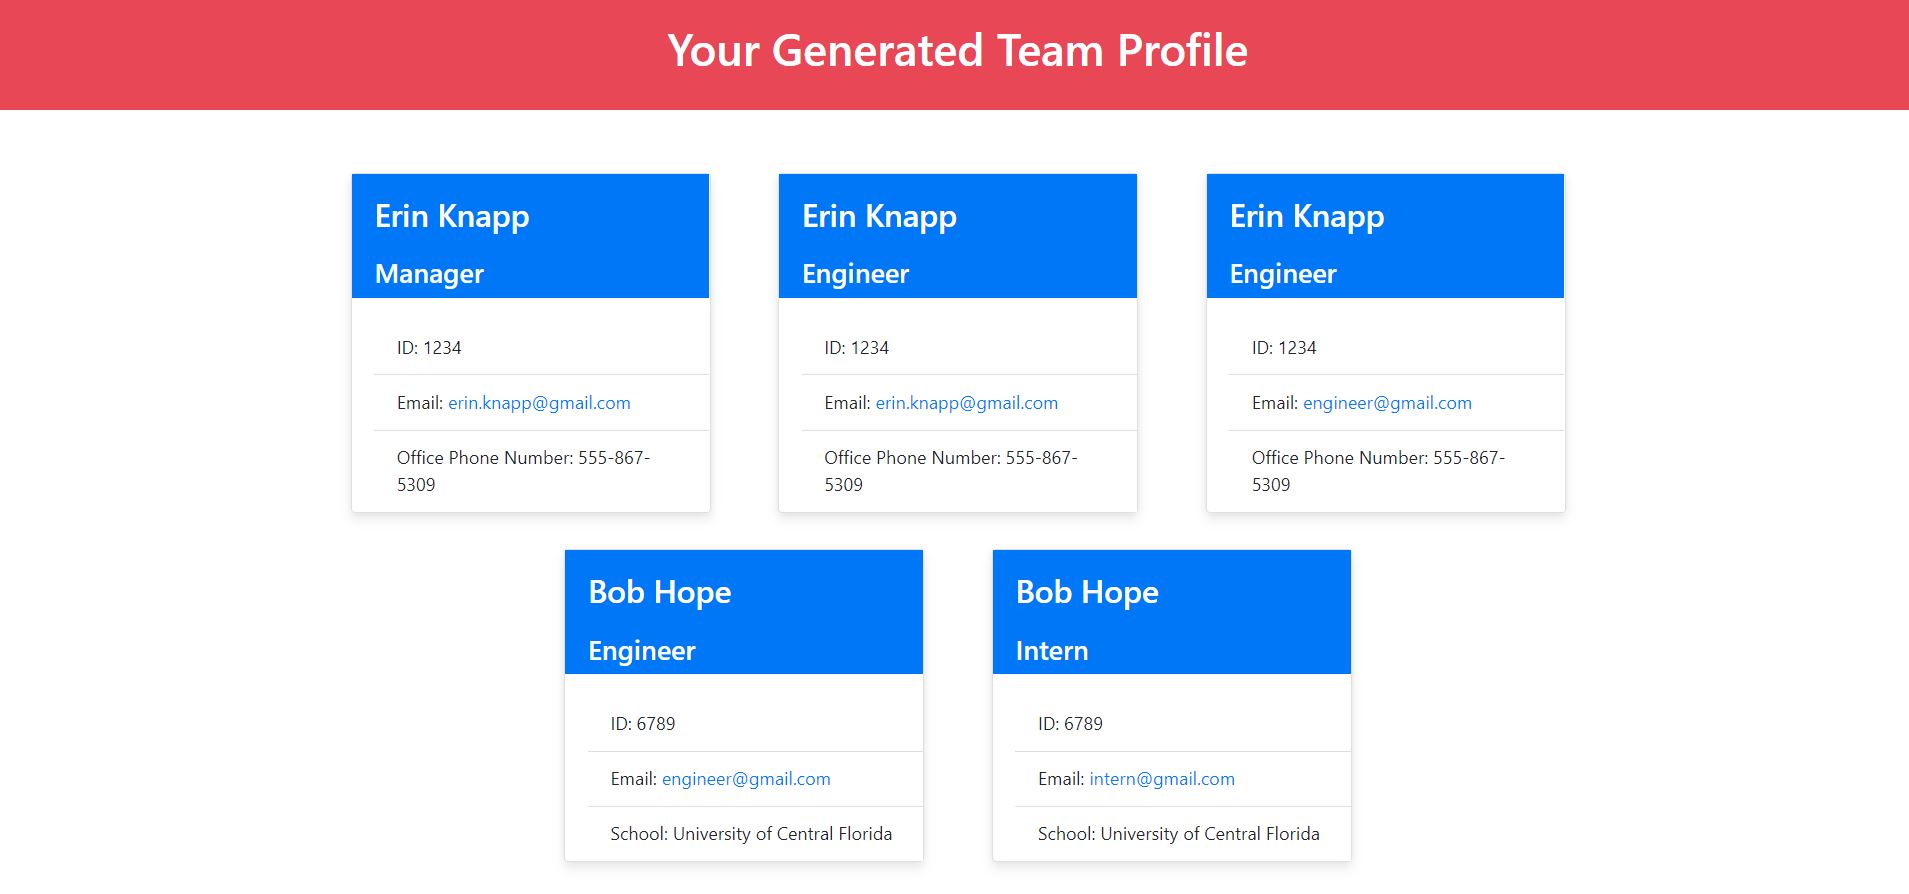 Your Generated Team Profile
Erin Knapp
Manager
ID: 1234
Email: erin.knapp@gmail.com
Office Phone Number: 555-867-
5309
Erin Knapp
Engineer
ID: 1234
Email: erin.knapp@gmail.com
Office Phone Number: 555-867-
5309
Erin Knapp
Engineer
ID: 1234
Email: engineer@gmail.com
Office Phone Number: 555-867-
5309
Bob Hope
Engineer
ID: 6789
Email: engineer@gmail.com
School: University of Central Florida
Bob Hope
Intern
ID: 6789
Email: intern@gmail.com
School: University of Central Florida